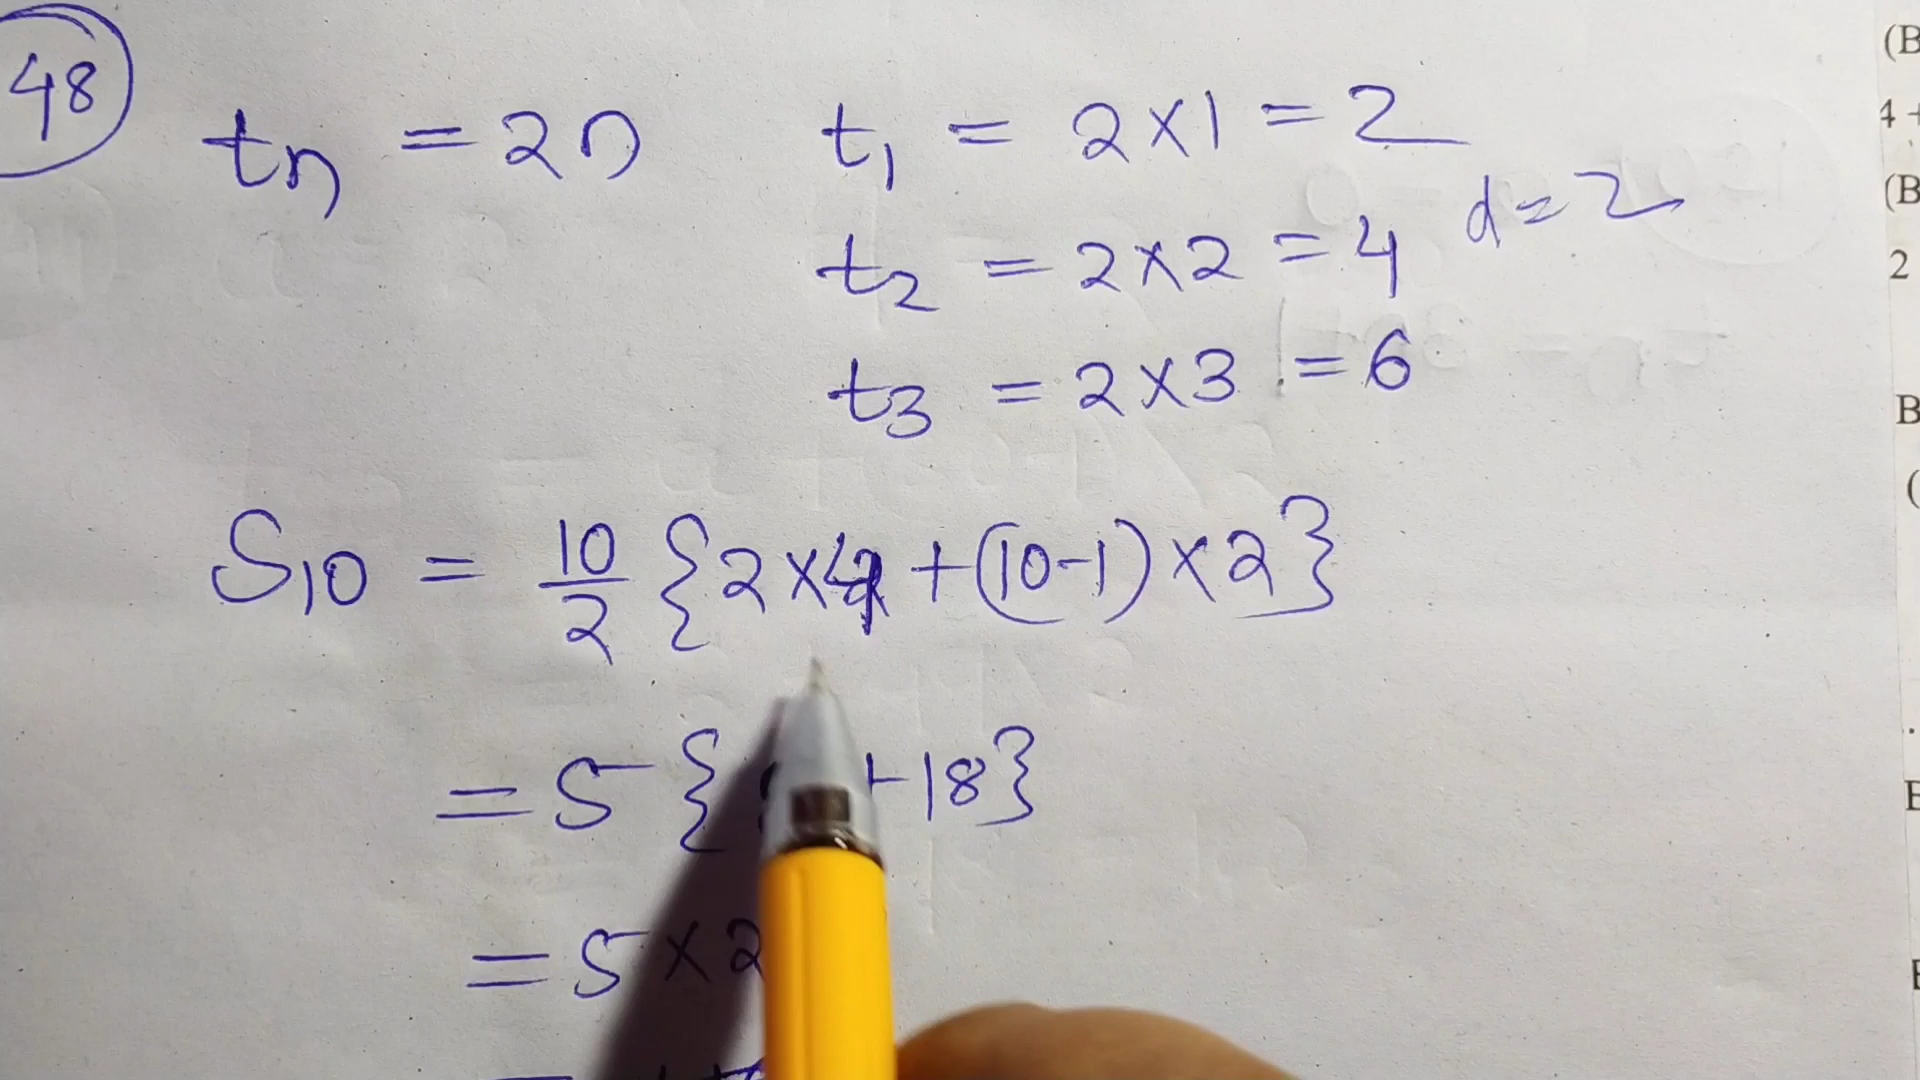 48
tn = 2n
t1 = 2×1 = 2
d = 2
t2 = 2×2 = 4
t3 = 2×3 = 6
S10 = 10/2 {2× + (10-1)×2}
= 5 { +18}
= 5×2
(B
4 +
(B
2
B
(